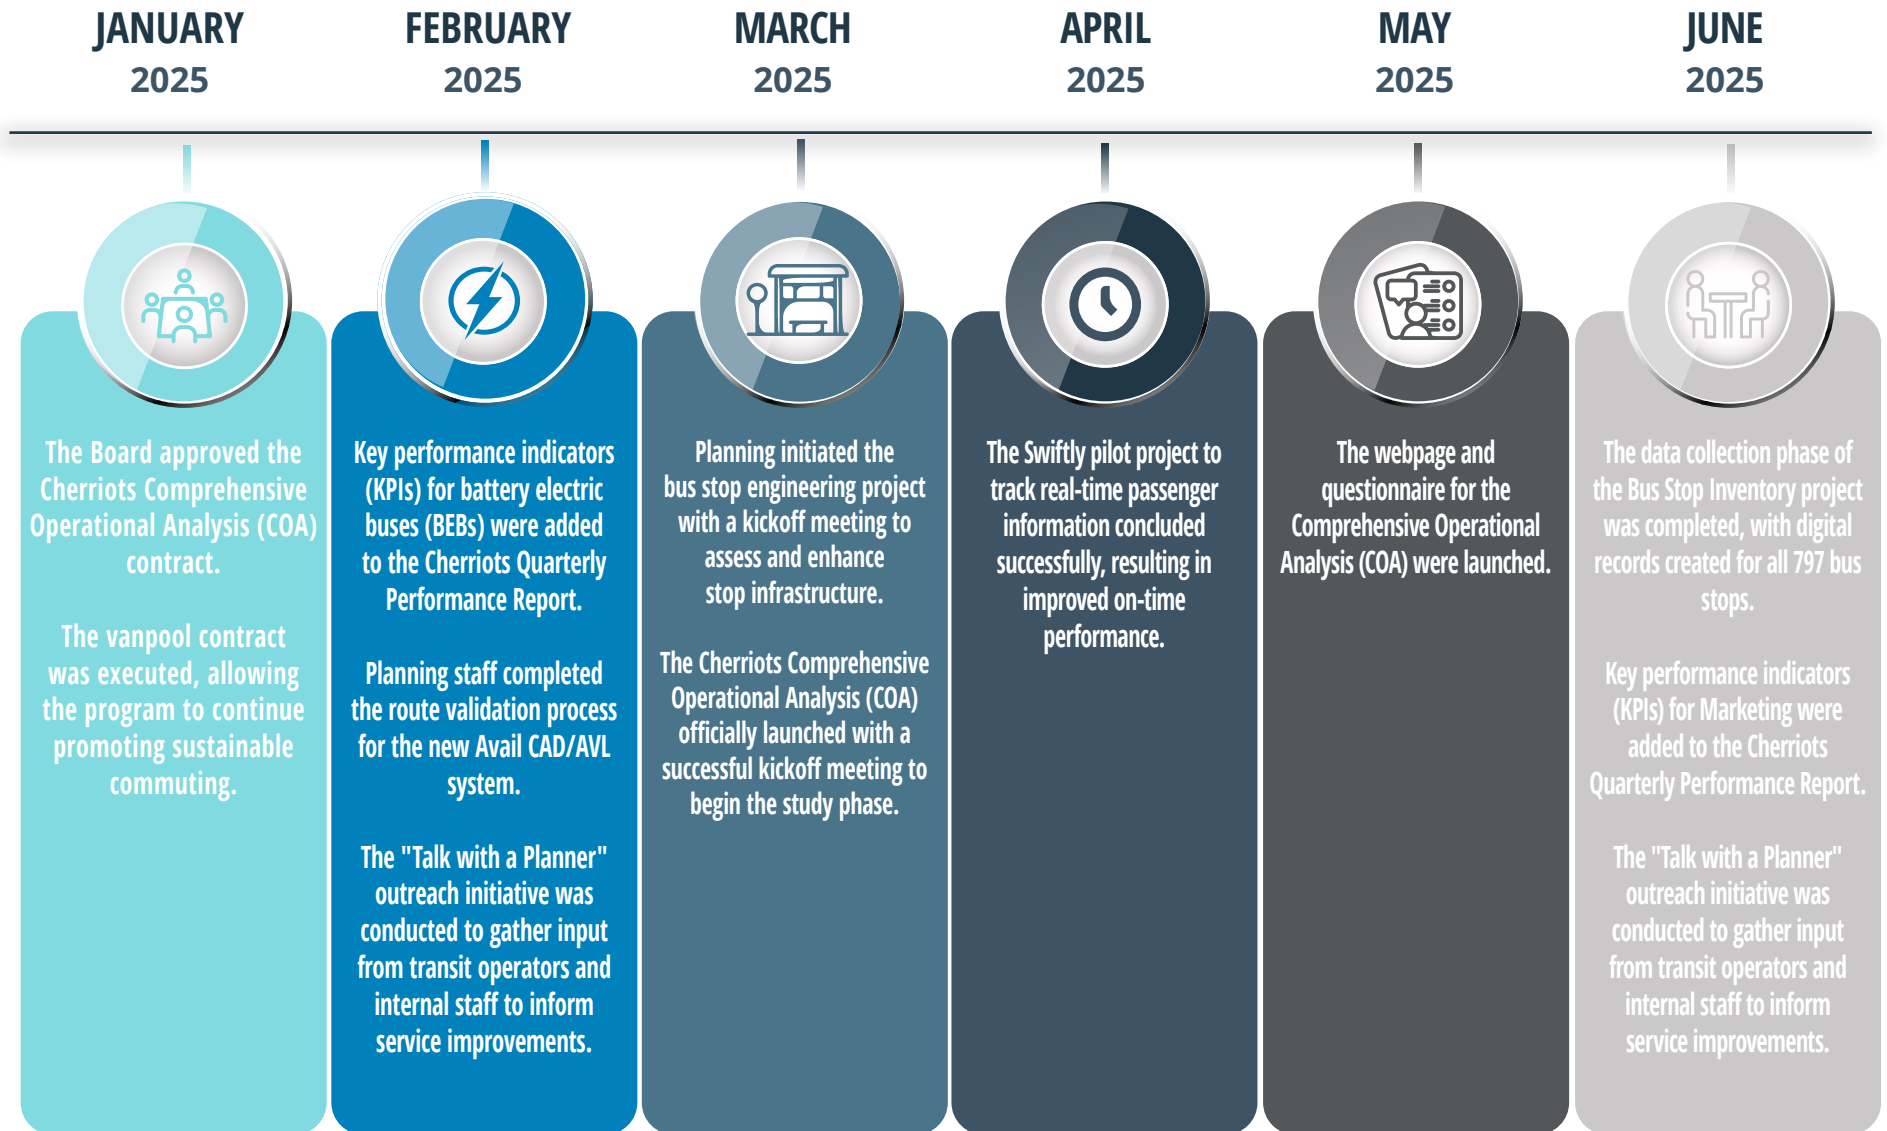 JANUARY
2025
FEBRUARY
2025
MARCH
2025
APRIL
2025
MAY
2025
JUNE
2025
The Board approved the
Cherriots Comprehensive
Operational Analysis (COA)
contract.
The vanpool contract
was executed, allowing
the program to continue
promoting sustainable
commuting.
Key performance indicators
(KPIs) for battery electric
buses (BEBs) were added
to the Cherriots Quarterly
Performance Report.
Planning staff completed
the route validation process
for the new Avail CAD/AVL
system.
The "Talk with a Planner"
outreach initiative was
conducted to gather input
from transit operators and
internal staff to inform
service improvements.
Planning initiated the
bus stop engineering project
with a kickoff meeting to
assess and enhance
stop infrastructure.
The Cherriots Comprehensive
Operational Analysis (COA)
officially launched with a
successful kickoff meeting to
begin the study phase.
The Swiftly pilot project to
track real-time passenger
information concluded
successfully, resulting in
improved on-time
performance.
The webpage and
questionnaire for the
Comprehensive Operational
Analysis (COA) were launched.
The data collection phase of
the Bus Stop Inventory project
was completed, with digital
records created for all 797 bus
stops.
Key performance indicators
(KPIs) for Marketing were
added to the Cherriots
Quarterly Performance Report.
The "Talk with a Planner"
outreach initiative was
conducted to gather input
from transit operators and
internal staff to inform
service improvements.